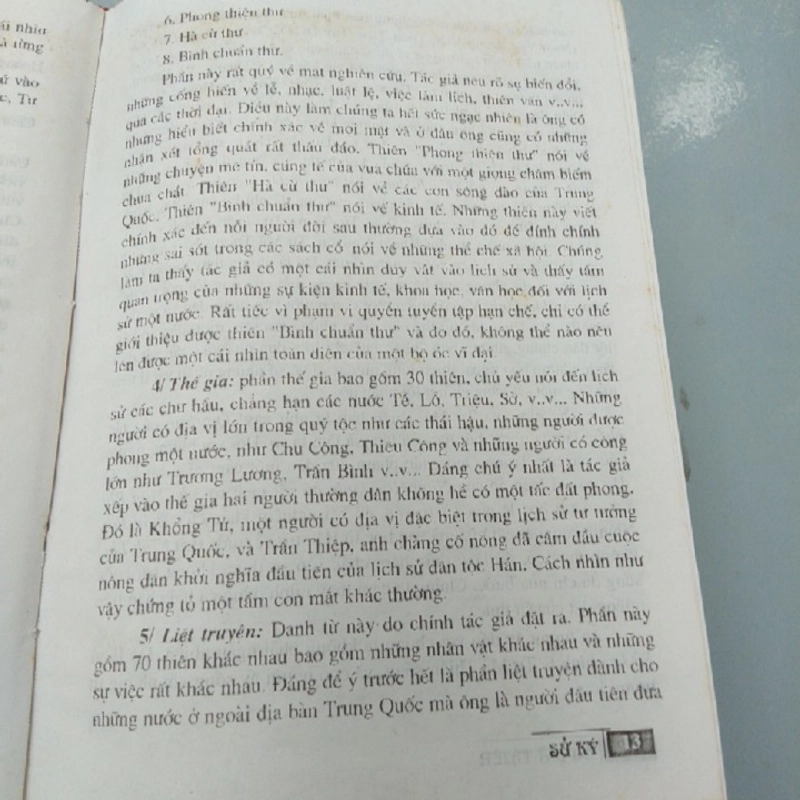 ái nhìn
à từng
ứ vào
c, Tư
6. Phong thiện thư
7. Hà cừ thư
8. Bình chuẩn thư.
Phần này rất quý về mặt nghiên cứu. Tác giả nêu rõ sự biến đổi,
những cống hiến về lễ, nhạc, luật lệ, việc làm lịch, thiên văn v..v...
qua các thời đại. Điều này làm chúng ta hết sức ngạc nhiên là ông có
những hiểu biết chính xác về mọi mặt và ở đâu ông cũng có những
nhận xét tổng quát rất thấu đáo. Thiên "Phong thiện thư" nói về
những chuyện mê tín, cúng tế của vua chúa với một giọng châm biếm
chua chát. Thiên "Hà cừ thư" nói về các con sông đào của Trung
Quốc. Thiên "Bình chuẩn thư" nói về kinh tế. Những thiên này viết
chính xác đến nỗi người đời sau thường dựa vào đó để đính chính
những sai sót trong các sách cổ nói về những thể chế xã hội. Chúng
làm ta thấy tác giả có một cái nhìn duy vật vào lịch sử và thấy tầm
quan trọng của những sự kiện kinh tế, khoa học, văn học đối với lịch
sử một nước. Rất tiếc vì phạm vi quyển tuyển tập hạn chế, chỉ có thể
giới thiệu được thiên "Bình chuẩn thư" và do đó, không thể nào nêu
lên được một cái nhìn toàn diện của một bộ óc vĩ đại.
4/ Thế gia: phần thế gia bao gồm 30 thiên, chủ yếu nói đến lịch
sử các chư hầu, chẳng hạn các nước Tề, Lỗ, Triệu, Sở, v..v... Những
người có địa vị lớn trong quý tộc như các thái hậu, những người được
phong một nước, như Chu Công, Thiệu Công và những người có công
lớn như Trương Lương, Trần Bình v..v... Đáng chú ý nhất là tác giả
xếp vào thế gia hai người thường dân không hề có một tấc đất phong.
Đó là Khổng Tử, một người có địa vị đặc biệt trong lịch sử tư tưởng
của Trung Quốc, và Trần Thiệp, anh chàng cố nông đã cầm đầu cuộc
nông dân khởi nghĩa đầu tiên của lịch sử dân tộc Hán. Cách nhìn như
vậy chứng tỏ một tấm con mắt khác thường.
5/ Liệt truyện: Danh từ này do chính tác giả đặt ra. Phần này
gồm 70 thiên khác nhau bao gồm những nhân vật khác nhau và những
sự việc rất khác nhau. Đáng để ý trước hết là phần liệt truyện dành cho
những nước ở ngoài địa bàn Trung Quốc mà ông là người đầu tiên đưa
SỬ KÝ 13